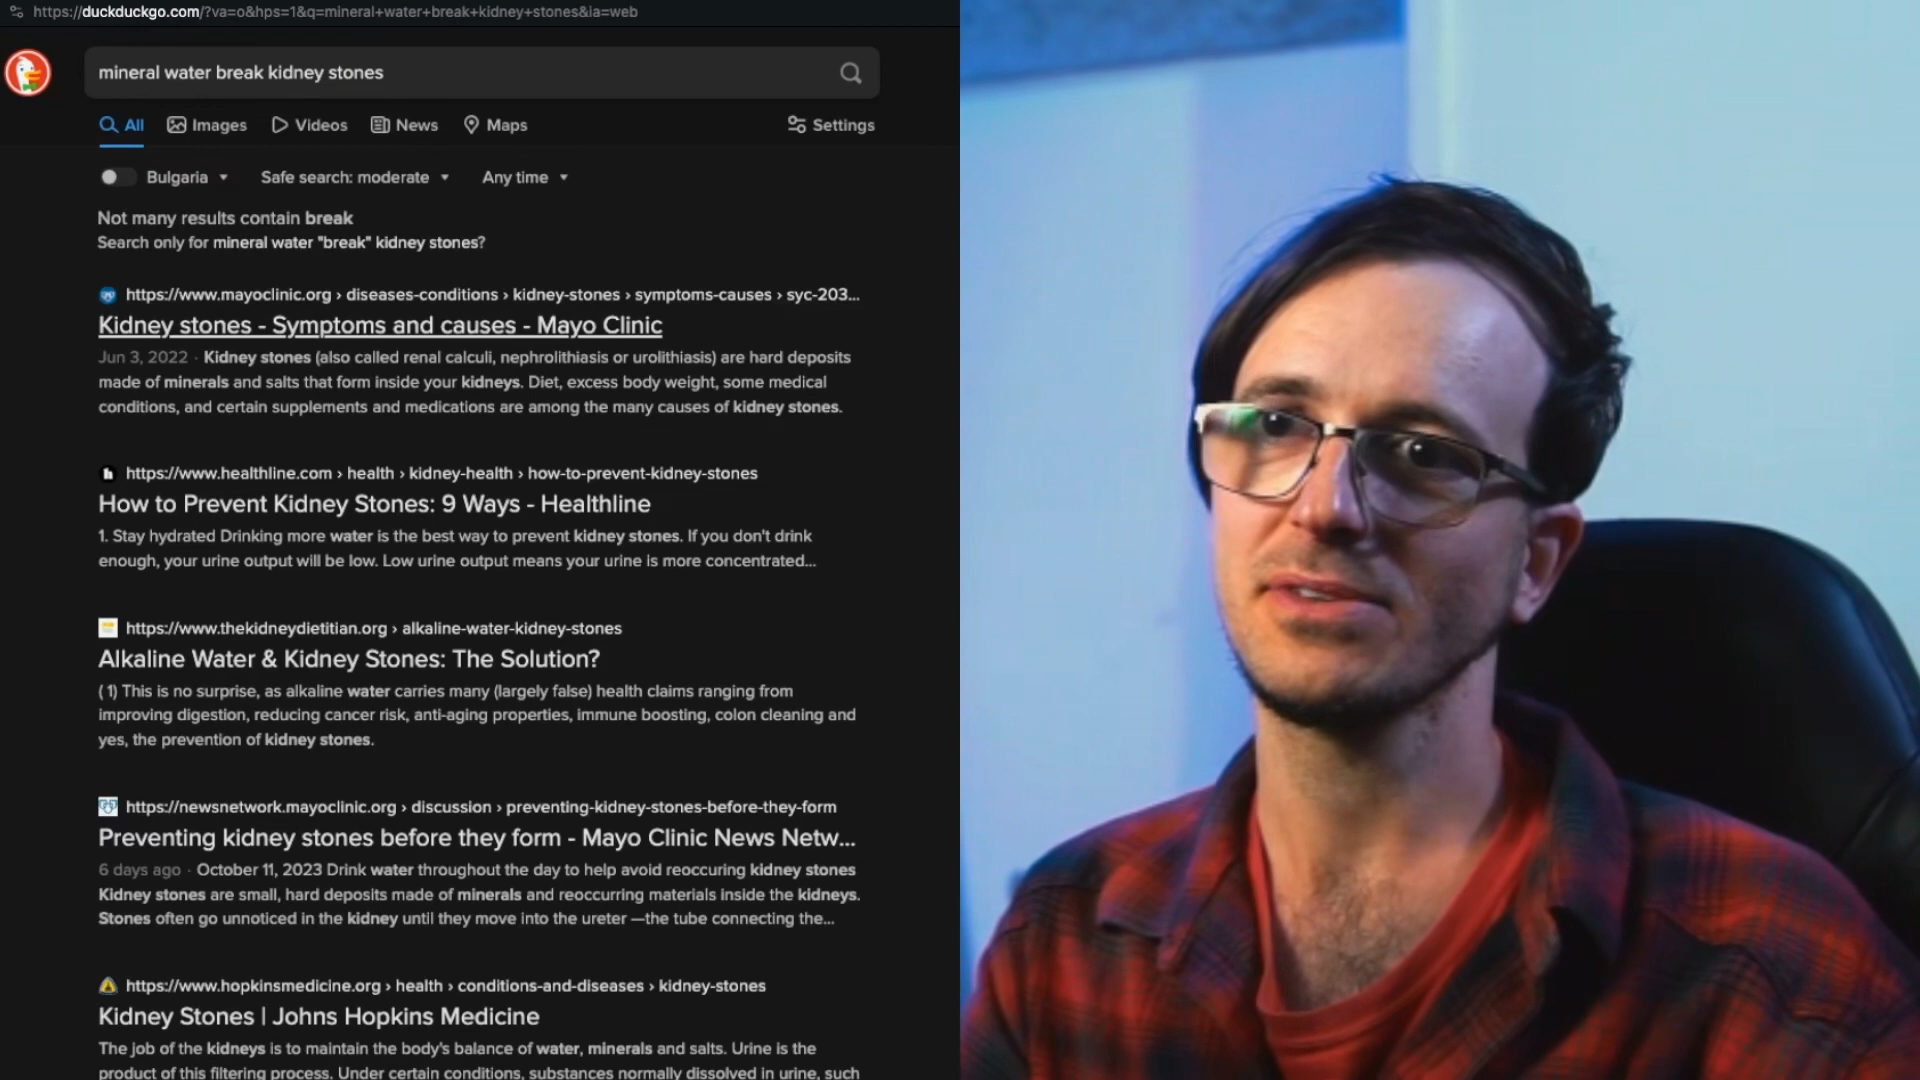 https://duckduckgo.com/?va=o&hps=1&q=mineral+water+break+kidney+stones&ia=web
mineral water break kidney stones
All Images Videos News Maps Settings
Bulgaria Safe search: moderate Any time
Not many results contain break
Search only for mineral water "break" kidney stones?
https://www.mayoclinic.org › diseases-conditions › kidney-stones › symptoms-causes › syc-203...
Kidney stones - Symptoms and causes - Mayo Clinic
Jun 3, 2022 · Kidney stones (also called renal calculi, nephrolithiasis or urolithiasis) are hard deposits
made of minerals and salts that form inside your kidneys. Diet, excess body weight, some medical
conditions, and certain supplements and medications are among the many causes of kidney stones.
https://www.healthline.com › health › kidney-health › how-to-prevent-kidney-stones
How to Prevent Kidney Stones: 9 Ways - Healthline
1. Stay hydrated Drinking more water is the best way to prevent kidney stones. If you don't drink
enough, your urine output will be low. Low urine output means your urine is more concentrated...
https://www.thekidneydietitian.org › alkaline-water-kidney-stones
Alkaline Water & Kidney Stones: The Solution?
( 1) This is no surprise, as alkaline water carries many (largely false) health claims ranging from
improving digestion, reducing cancer risk, anti-aging properties, immune boosting, colon cleaning and
yes, the prevention of kidney stones.
https://newsnetwork.mayoclinic.org › discussion › preventing-kidney-stones-before-they-form
Preventing kidney stones before they form - Mayo Clinic News Netw...
6 days ago · October 11, 2023 Drink water throughout the day to help avoid reoccuring kidney stones
Kidney stones are small, hard deposits made of minerals and reoccurring materials inside the kidneys.
Stones often go unnoticed in the kidney until they move into the ureter —the tube connecting the...
https://www.hopkinsmedicine.org › health › conditions-and-diseases › kidney-stones
Kidney Stones | Johns Hopkins Medicine
The job of the kidneys is to maintain the body's balance of water, minerals and salts. Urine is the
product of this filtering process. Under certain conditions, substances normally dissolved in urine, such